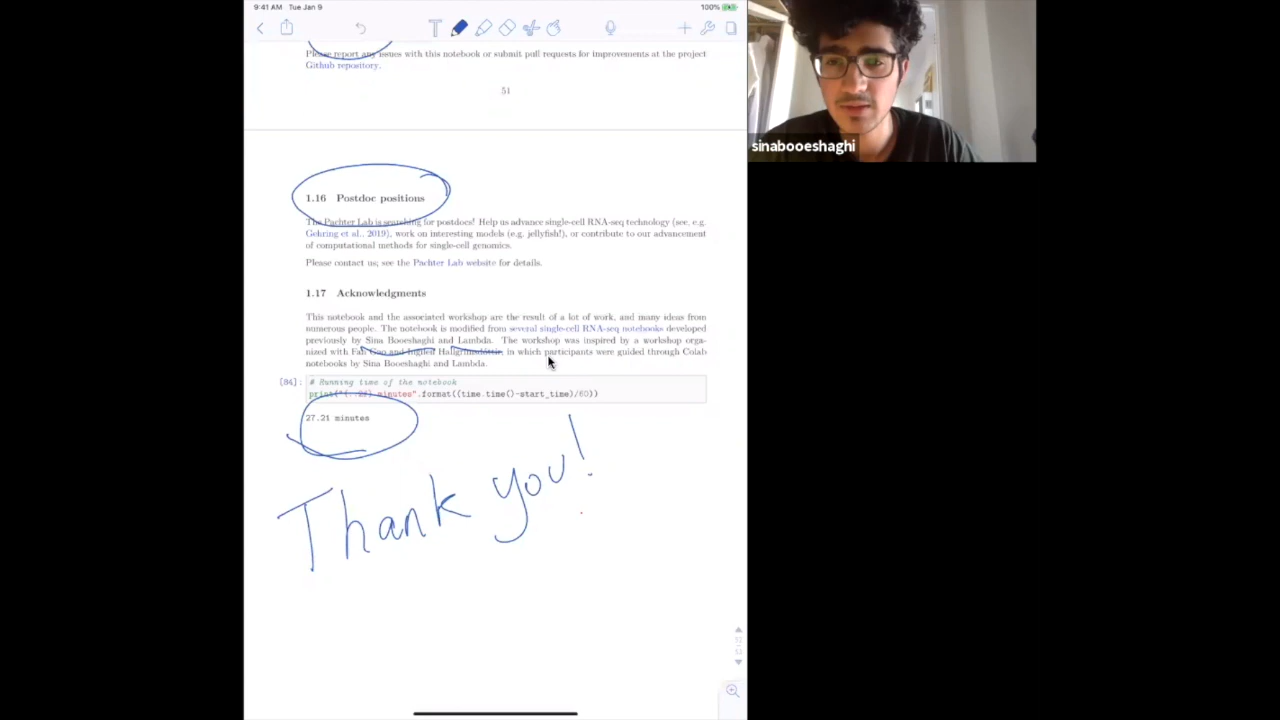 9:41 AM Tue Jan 9
100%
Please report any issues with this notebook or submit pull requests for improvements at the project
Github repository.
51
1.16 Postdoc positions
The Pachter Lab is searching for postdocs! Help us advance single-cell RNA-seq technology (see, e.g.
Gehring et al., 2019), work on interesting models (e.g. jellyfish!), or contribute to our advancement
of computational methods for single-cell genomics.
Please contact us; see the Pachter Lab website for details.
1.17 Acknowledgments
This notebook and the associated workshop are the result of a lot of work, and many ideas from
numerous people. The notebook is modified from several single-cell RNA-seq notebooks developed
previously by Sina Booeshaghi and Lambda. The workshop was inspired by a workshop orga-
nized with Fan Gao and in which participants were guided through Colab
notebooks by Sina Booeshaghi and Lambda.
[84]: # Running time of the notebook
minutes".format((time.time()-start_time)/60))
27.21 minutes
Thank you!
sinabooeshaghi